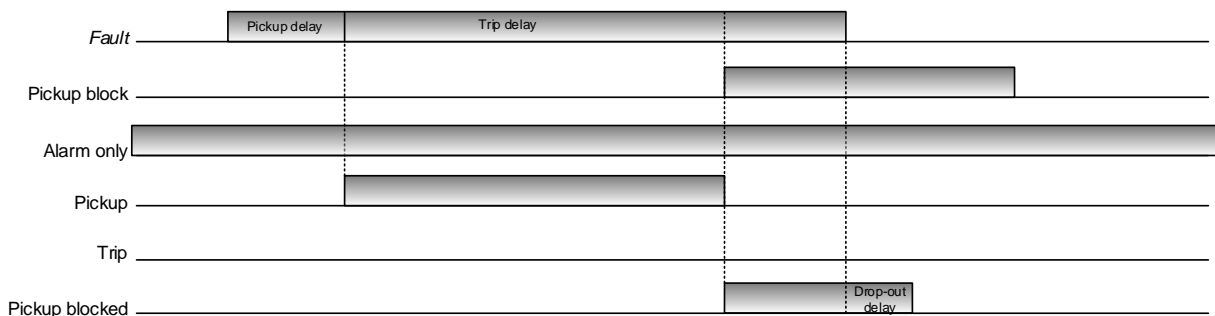 Fault
Pickup delay
Trip delay
Pickup block
Alarm only
Pickup
Trip
Pickup blocked
Drop-out
delay